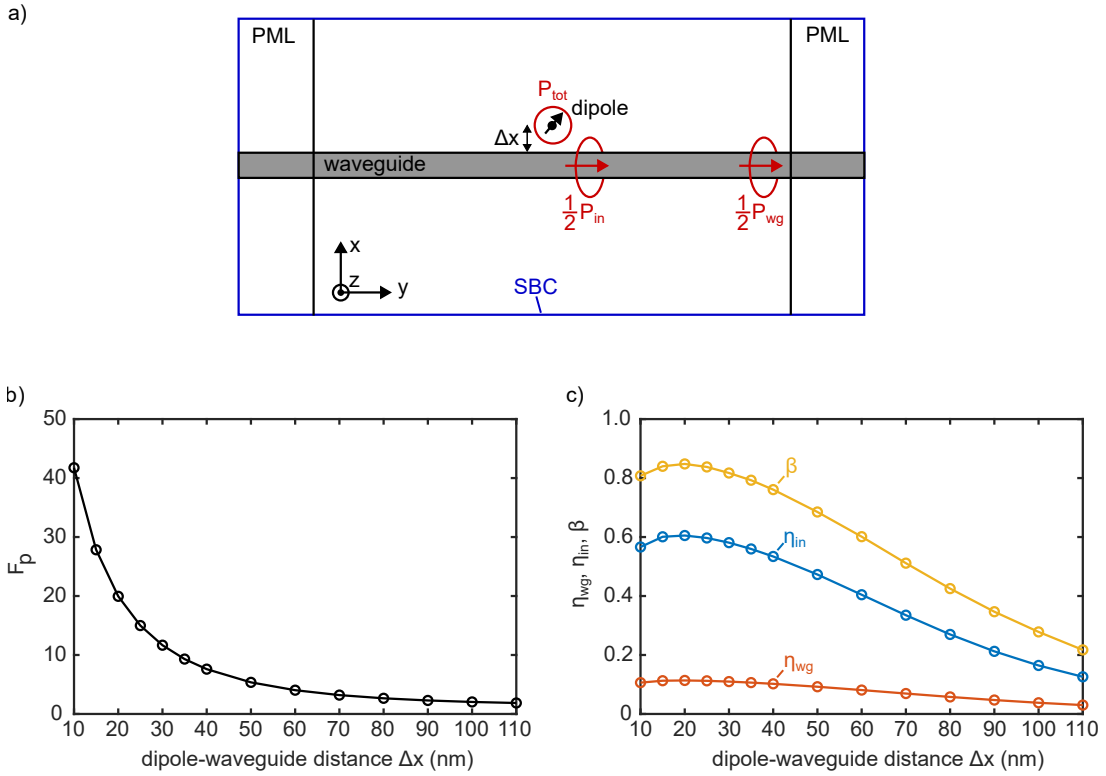 a)
PML
PML
P_tot
dipole
Δx
waveguide
1/2 P_in
1/2 P_wg
x
z
y
SBC
b)
F_p
50
40
30
20
10
0
10 20 30 40 50 60 70 80 90 100 110
dipole-waveguide distance Δx (nm)
c)
η_wg, η_in, β
1.0
0.8
0.6
0.4
0.2
0
β
η_in
η_wg
10 20 30 40 50 60 70 80 90 100 110
dipole-waveguide distance Δx (nm)